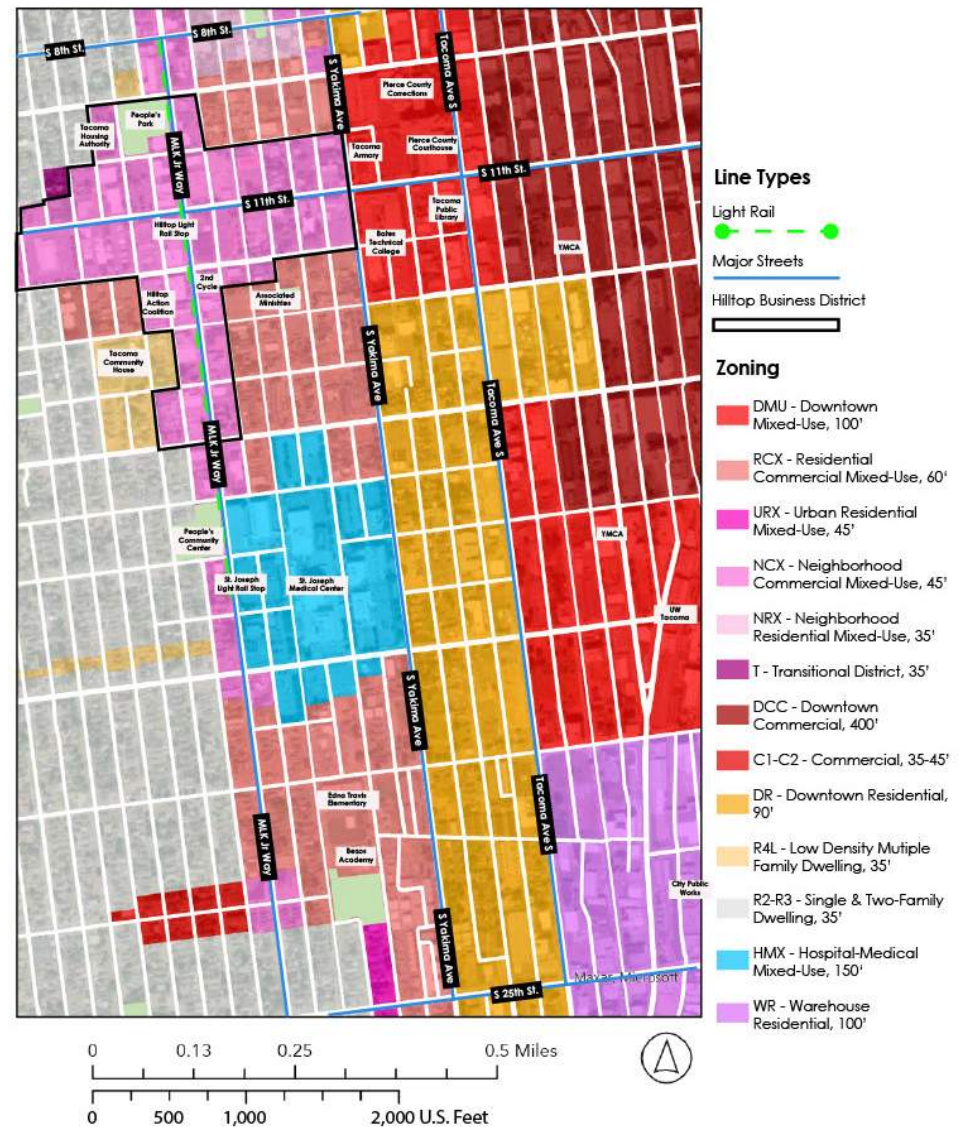 S 8th St.
S 8th St.
S Yakima Ave
Tacoma Ave S
Pierce County
Corrections
People's
Park
Tacoma
Housing
Authority
MLK Jr Way
Tacoma
Armory
Pierce County
Courthouse
S 11th St.
S 11th St.
Tacoma
Public
Library
Hilltop Light
Rail Stop
Bates
Technical
College
YMCA
2nd
Cycle
Hilltop
Action
Coalition
Associated
Ministries
Tacoma
Community
House
S Yakima Ave
Tacoma Ave S
MLK Jr Way
People's
Community
Center
YMCA
St. Joseph
Light Rail Stop
St. Joseph
Medical Center
UW
Tacoma
S Yakima Ave
Edna Travis
Elementary
Tacoma Ave S
MLK Jr Way
Bezos
Academy
City Public
Works
S Yakima Ave
Maxar, Microsoft
S 25th St.
Line Types
Light Rail
Major Streets
Hilltop Business District
Zoning
DMU - Downtown
Mixed-Use, 100'
RCX - Residential
Commercial Mixed-Use, 60'
URX - Urban Residential
Mixed-Use, 45'
NCX - Neighborhood
Commercial Mixed-Use, 45'
NRX - Neighborhood
Residential Mixed-Use, 35'
T - Transitional District, 35'
DCC - Downtown
Commercial, 400'
C1-C2 - Commercial, 35-45'
DR - Downtown Residential,
90'
R4L - Low Density Mutiple
Family Dwelling, 35'
R2-R3 - Single & Two-Family
Dwelling, 35'
HMX - Hospital-Medical
Mixed-Use, 150'
WR - Warehouse
Residential, 100'
0 0.13 0.25 0.5 Miles
0 500 1,000 2,000 U.S. Feet